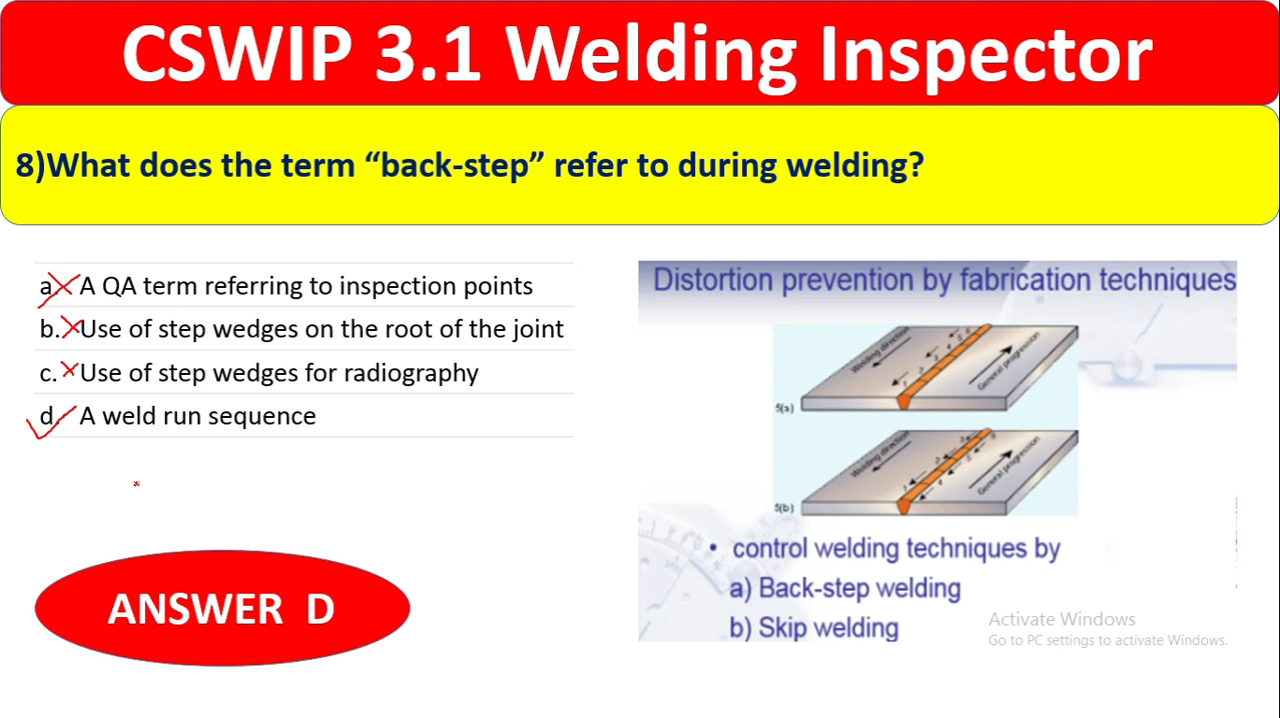 CSWIP 3.1 Welding Inspector
8)What does the term “back-step” refer to during welding?
a. A QA term referring to inspection points
b. Use of step wedges on the root of the joint
c. Use of step wedges for radiography
d. A weld run sequence
ANSWER D
Distortion prevention by fabrication techniques
Welding direction
General progression
5(a)
Welding direction
General progression
5(b)
• control welding techniques by
a) Back-step welding
b) Skip welding
Activate Windows
Go to PC settings to activate Windows.